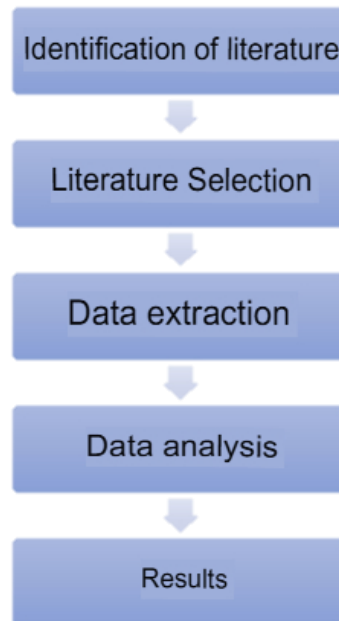 Identification of literature
Literature Selection
Data extraction
Data analysis
Results